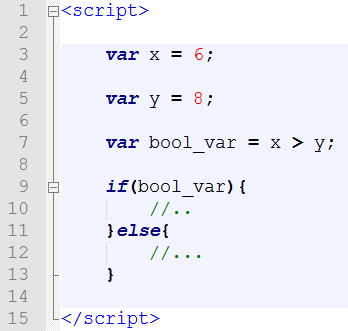 1 <script>
2
3 var x = 6;
4
5 var y = 8;
6
7 var bool_var = x > y;
8
9 if(bool_var){
10 //..
11 }else{
12 //...
13 }
14
15 </script>